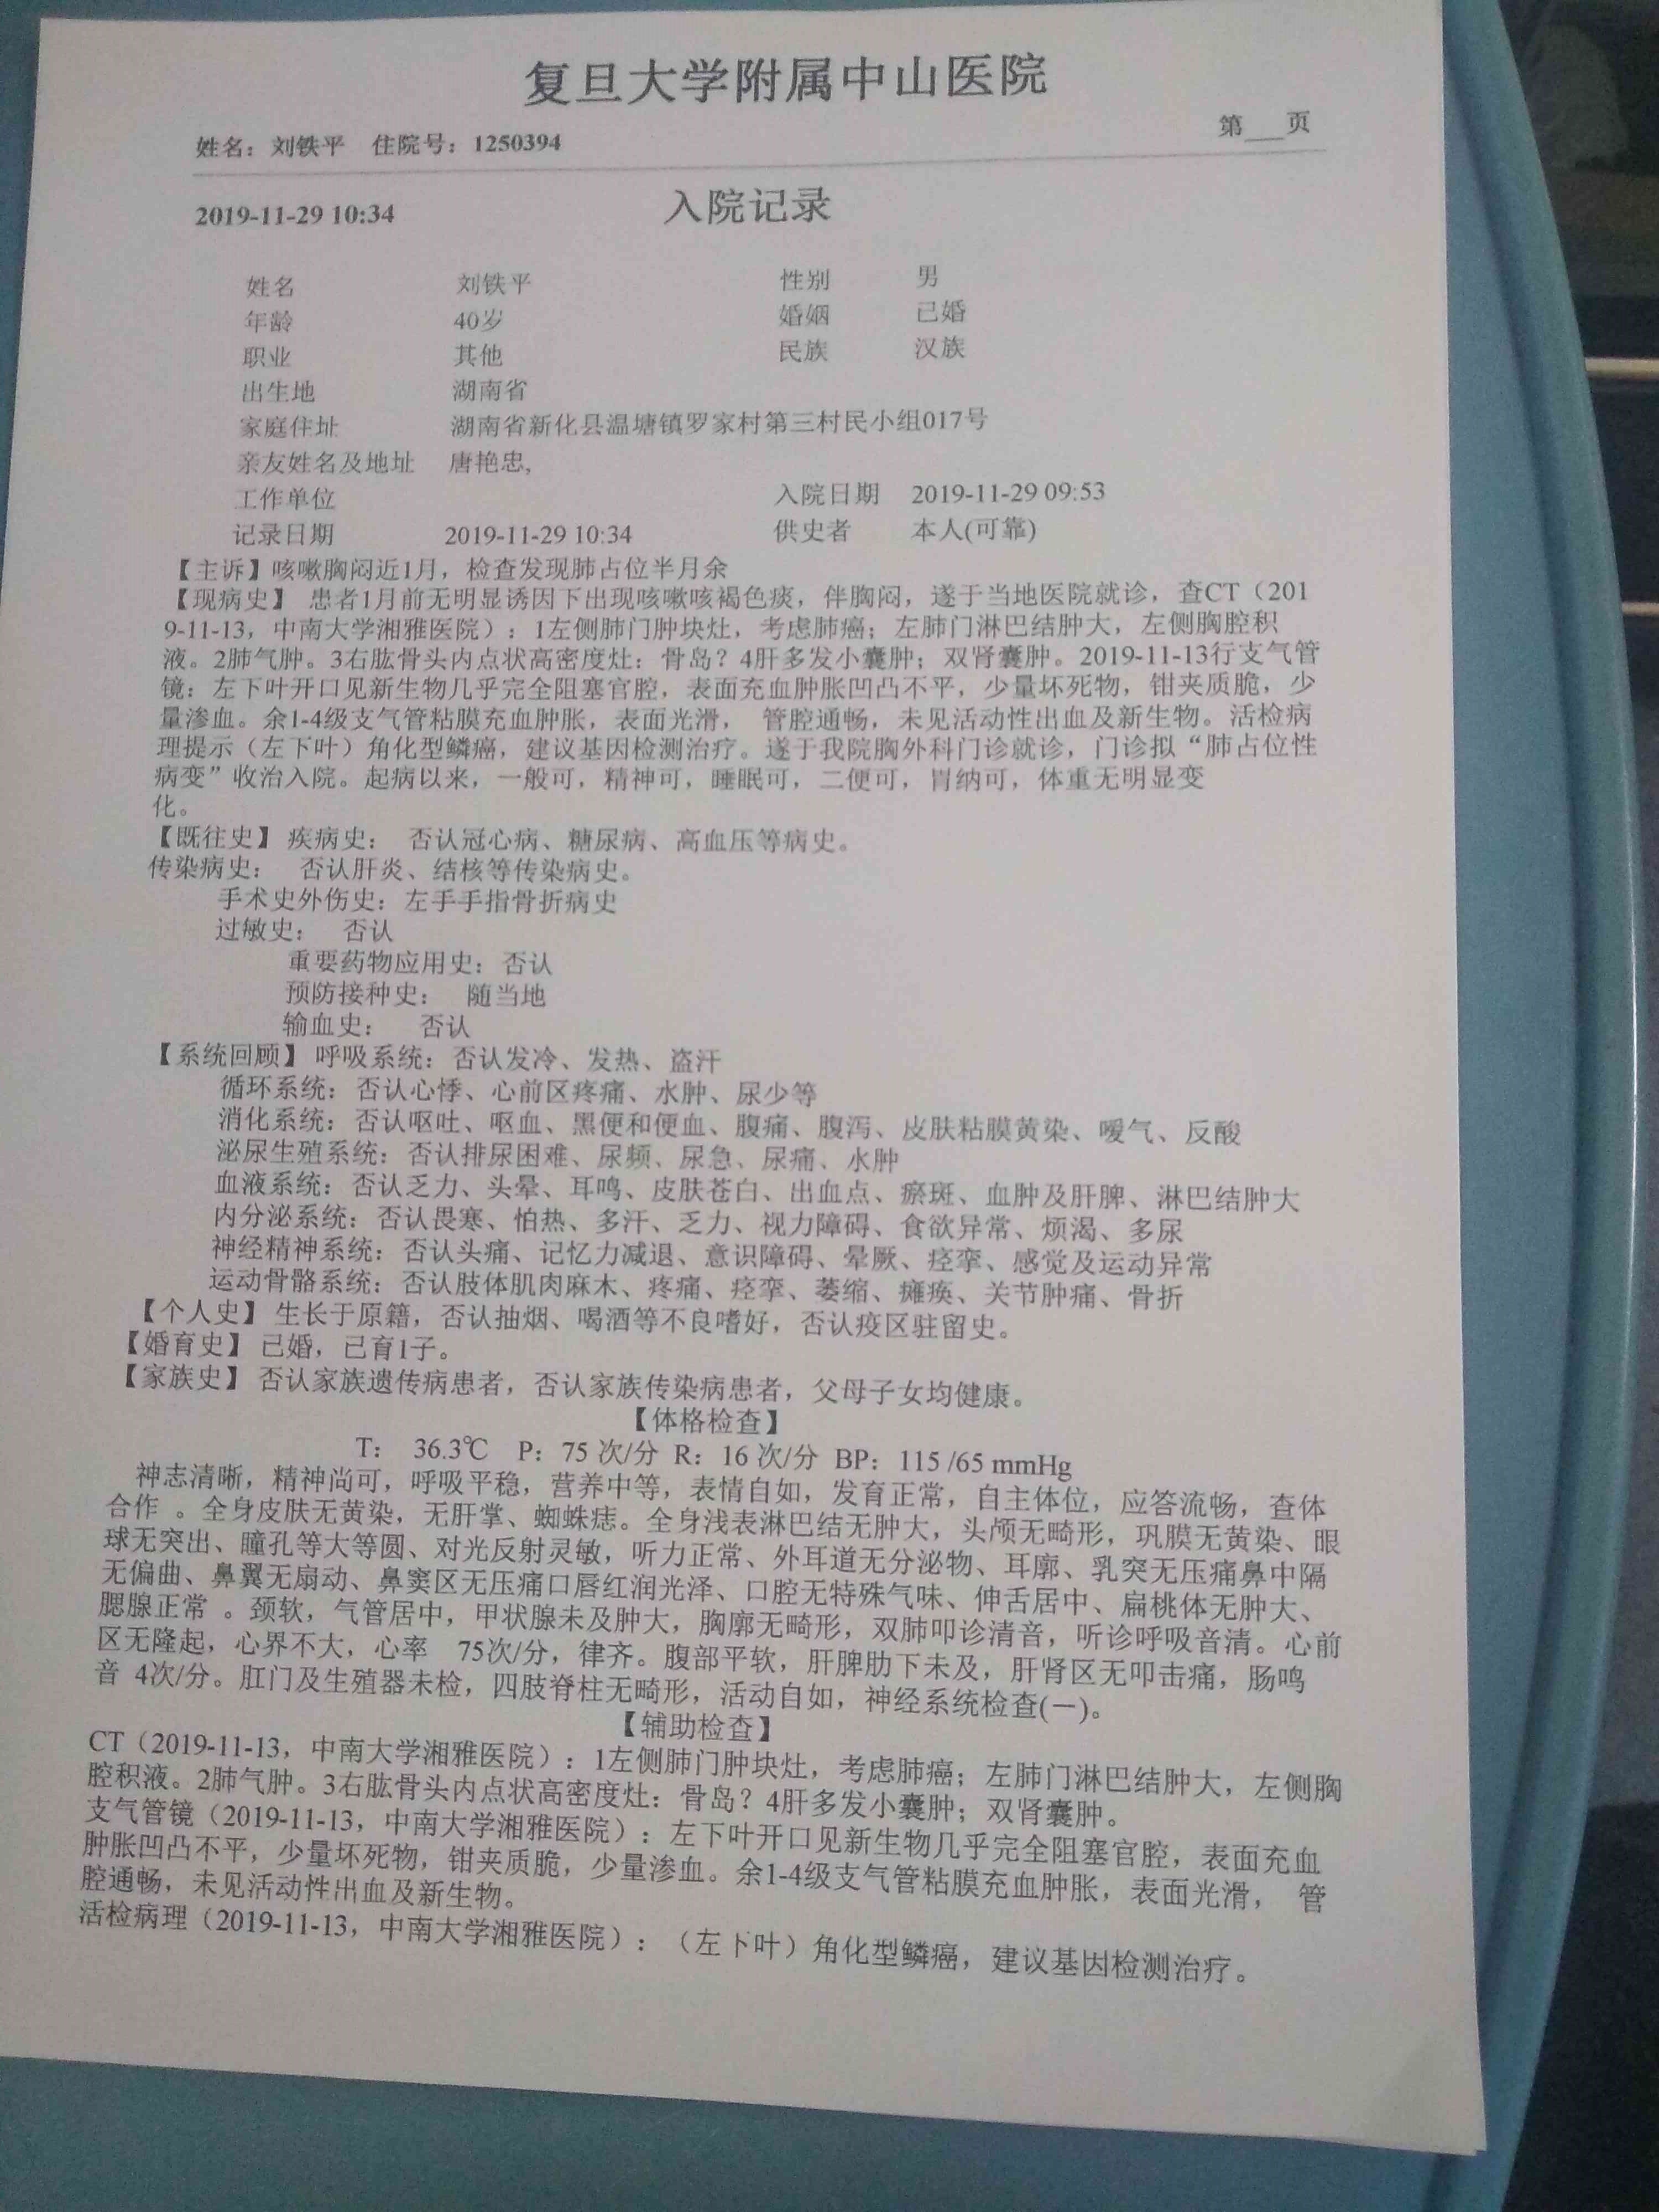 复旦大学附属中山医院
姓名：刘铁平 住院号：1250394 第___页
2019-11-29 10:34 入院记录
姓名 刘铁平 性别 男
年龄 40岁 婚姻 已婚
职业 其他 民族 汉族
出生地 湖南省
家庭住址 湖南省新化县温塘镇罗家村第三村民小组017号
亲友姓名及地址 唐艳忠,
工作单位 入院日期 2019-11-29 09:53
记录日期 2019-11-29 10:34 供史者 本人(可靠)
【主诉】咳嗽胸闷近1月，检查发现肺占位半月余
【现病史】 患者1月前无明显诱因下出现咳嗽咳褐色痰，伴胸闷，遂于当地医院就诊，查CT（201
9-11-13，中南大学湘雅医院）：1左侧肺门肿块灶，考虑肺癌；左肺门淋巴结肿大，左侧胸腔积
液。2肺气肿。3右肱骨头内点状高密度灶：骨岛？4肝多发小囊肿；双肾囊肿。2019-11-13行支气管
镜：左下叶开口见新生物几乎完全阻塞官腔，表面充血肿胀凹凸不平，少量坏死物，钳夹质脆，少
量渗血。余1-4级支气管粘膜充血肿胀，表面光滑， 管腔通畅，未见活动性出血及新生物。活检病
理提示（左下叶）角化型鳞癌，建议基因检测治疗。遂于我院胸外科门诊就诊，门诊拟“肺占位性
病变”收治入院。起病以来，一般可，精神可，睡眠可，二便可，胃纳可，体重无明显变
化。
【既往史】疾病史： 否认冠心病、糖尿病、高血压等病史。
传染病史： 否认肝炎、结核等传染病史。
手术史外伤史：左手手指骨折病史
过敏史： 否认
重要药物应用史：否认
预防接种史： 随当地
输血史： 否认
【系统回顾】呼吸系统：否认发冷、发热、盗汗
循环系统：否认心悸、心前区疼痛、水肿、尿少等
消化系统：否认呕吐、呕血、黑便和便血、腹痛、腹泻、皮肤粘膜黄染、嗳气、反酸
泌尿生殖系统：否认排尿困难、尿频、尿急、尿痛、水肿
血液系统：否认乏力、头晕、耳鸣、皮肤苍白、出血点、瘀斑、血肿及肝脾、淋巴结肿大
内分泌系统：否认畏寒、怕热、多汗、乏力、视力障碍、食欲异常、烦渴、多尿
神经精神系统：否认头痛、记忆力减退、意识障碍、晕厥、痉挛、感觉及运动异常
运动骨骼系统：否认肢体肌肉麻木、疼痛、痉挛、萎缩、瘫痪、关节肿痛、骨折
【个人史】生长于原籍，否认抽烟、喝酒等不良嗜好，否认疫区驻留史。
【婚育史】已婚，已育1子。
【家族史】否认家族遗传病患者，否认家族传染病患者，父母子女均健康。
【体格检查】
T： 36.3℃ P：75 次/分 R：16 次/分 BP：115 /65 mmHg
神志清晰，精神尚可，呼吸平稳，营养中等，表情自如，发育正常，自主体位，应答流畅，查体
合作 。全身皮肤无黄染，无肝掌、蜘蛛痣。全身浅表淋巴结无肿大，头颅无畸形，巩膜无黄染、眼
球无突出、瞳孔等大等圆、对光反射灵敏，听力正常、外耳道无分泌物、耳廓、乳突无压痛鼻中隔
无偏曲、鼻翼无扇动、鼻窦区无压痛口唇红润光泽、口腔无特殊气味、伸舌居中、扁桃体无肿大、
腮腺正常 。颈软，气管居中，甲状腺未及肿大，胸廓无畸形，双肺叩诊清音，听诊呼吸音清。心前
区无隆起，心界不大，心率 75次/分，律齐。腹部平软，肝脾肋下未及，肝肾区无叩击痛，肠鸣
音 4次/分。肛门及生殖器未检，四肢脊柱无畸形，活动自如，神经系统检查(一)。
【辅助检查】
CT（2019-11-13，中南大学湘雅医院）：1左侧肺门肿块灶，考虑肺癌；左肺门淋巴结肿大，左侧胸
腔积液。2肺气肿。3右肱骨头内点状高密度灶：骨岛？4肝多发小囊肿；双肾囊肿。
支气管镜（2019-11-13，中南大学湘雅医院）：左下叶开口见新生物几乎完全阻塞官腔，表面充血
肿胀凹凸不平，少量坏死物，钳夹质脆，少量渗血。余1-4级支气管粘膜充血肿胀，表面光滑， 管
腔通畅，未见活动性出血及新生物。
活检病理（2019-11-13，中南大学湘雅医院）：（左下叶）角化型鳞癌，建议基因检测治疗。